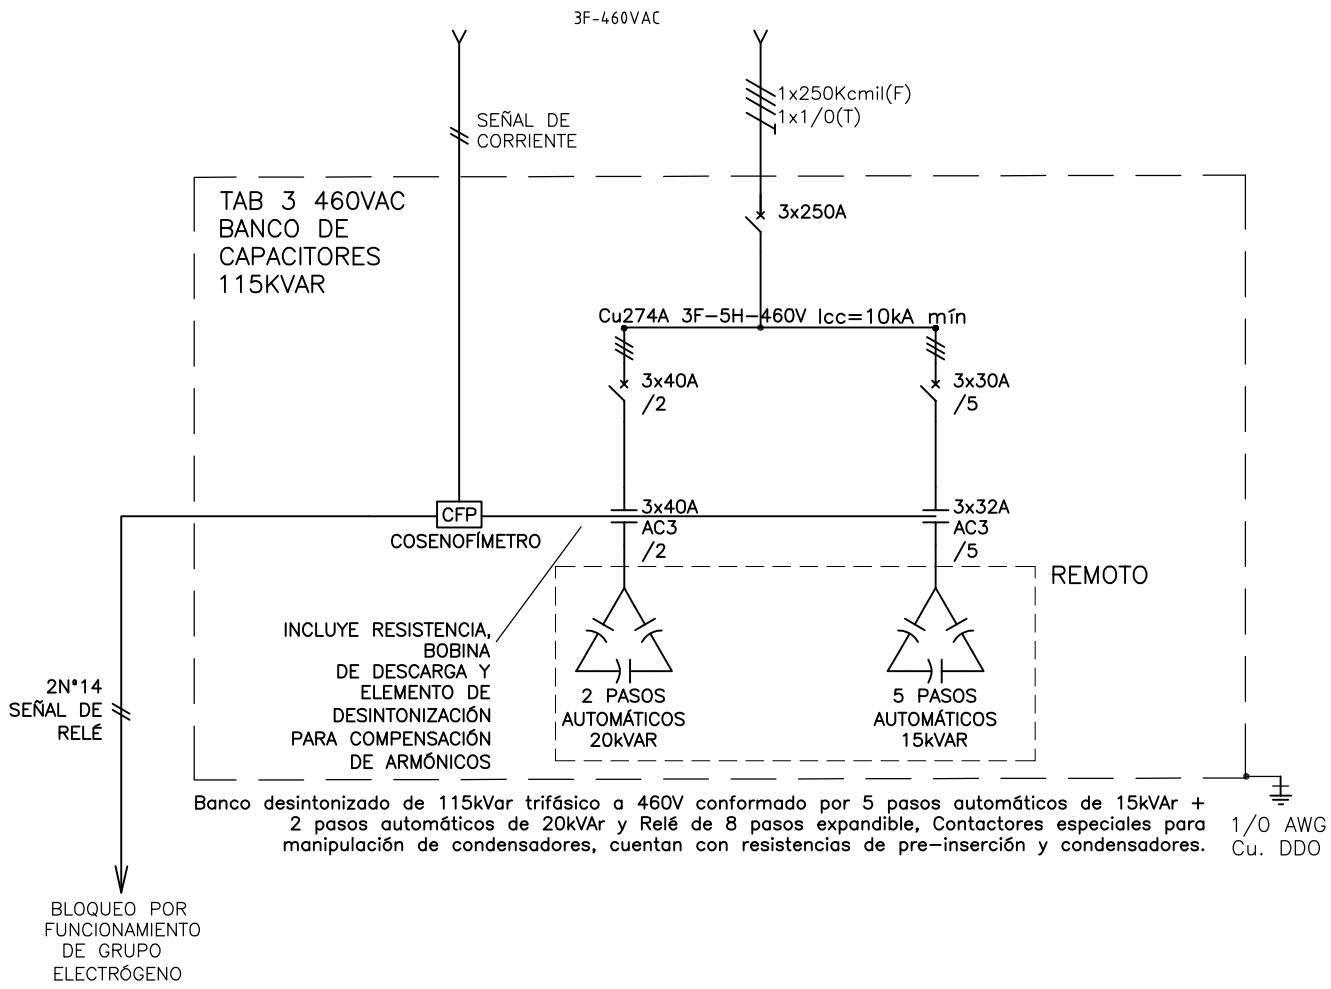 3F-460VAC
1x250Kcmil(F)
1x1/0(T)
SEÑAL DE
CORRIENTE
TAB 3 460VAC
BANCO DE
CAPACITORES
115KVAR
3x250A
Cu274A 3F-5H-460V Icc=10kA mín
3x40A
/2
3x30A
/5
3x40A
AC3
/2
3x32A
AC3
/5
CFP
COSENOFÍMETRO
REMOTO
INCLUYE RESISTENCIA,
BOBINA
DE DESCARGA Y
ELEMENTO DE
DESINTONIZACIÓN
PARA COMPENSACIÓN
DE ARMÓNICOS
2 PASOS
AUTOMÁTICOS
20kVAR
5 PASOS
AUTOMÁTICOS
15kVAR
2Nº14
SEÑAL DE
RELÉ
Banco desintonizado de 115kVar trifásico a 460V conformado por 5 pasos automáticos de 15kVAr +
2 pasos automáticos de 20kVAr y Relé de 8 pasos expandible, Contactores especiales para
manipulación de condensadores, cuentan con resistencias de pre-inserción y condensadores.
1/0 AWG
Cu. DDO
BLOQUEO POR
FUNCIONAMIENTO
DE GRUPO
ELECTRÓGENO